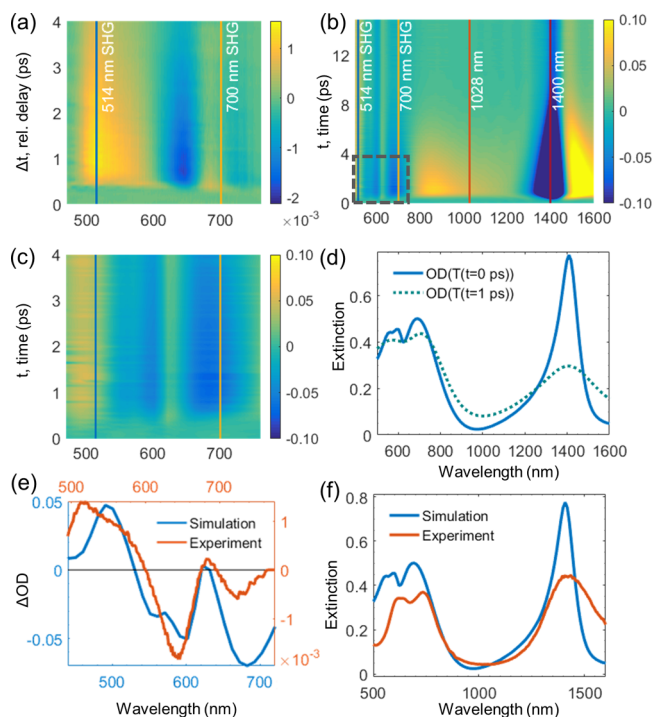 (a)
514 nm SHG
700 nm SHG
Δt, rel. delay (ps)
4
3
2
1
0
500
600
700
1
0
-1
-2
×10⁻³
(b)
514 nm SHG
700 nm SHG
1028 nm
1400 nm
t, time (ps)
10
5
0
600
800
1000
1200
1400
1600
0.10
0.05
0
-0.05
-0.10
(c)
t, time (ps)
4
3
2
1
0
500
600
700
0.10
0.05
0
-0.05
-0.10
(d)
OD(T(t=0 ps))
OD(T(t=1 ps))
Extinction
0.6
0.4
0.2
0
600
800
1000
1200
1400
1600
Wavelength (nm)
(e)
500
600
700
Simulation
Experiment
ΔOD
0.05
0
-0.05
1
0
-1
×10⁻³
500
600
700
Wavelength (nm)
(f)
Simulation
Experiment
Extinction
0.8
0.6
0.4
0.2
0
500
1000
1500
Wavelength (nm)